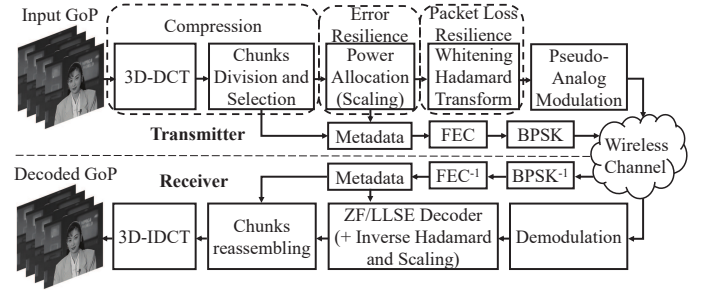 Input GoP
Compression
Error
Resilience
Packet Loss
Resilience
3D-DCT
Chunks
Division and
Selection
Power
Allocation
(Scaling)
Whitening
Hadamard
Transform
Pseudo-
Analog
Modulation
Transmitter
Metadata
FEC
BPSK
Wireless
Channel
Decoded GoP
Receiver
Metadata
FEC-1
BPSK-1
3D-IDCT
Chunks
reassembling
ZF/LLSE Decoder
(+ Inverse Hadamard
and Scaling)
Demodulation